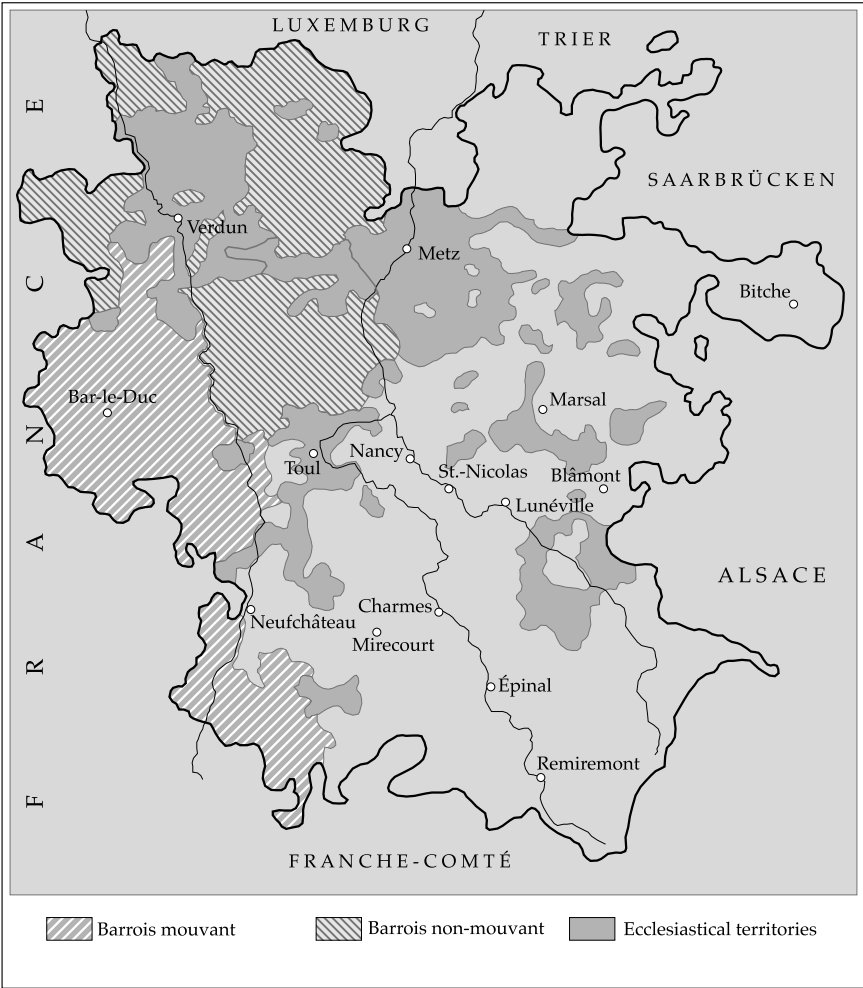 LUXEMBURG
TRIER
SAARBRÜCKEN
FRANCE
Verdun
Metz
Bitche
Bar-le-Duc
Marsal
Nancy
Toul
St.-Nicolas
Blâmont
Lunéville
ALSACE
Neufchâteau
Charmes
Mirecourt
Épinal
Remiremont
FRANCHE-COMTÉ
Barrois mouvant
Barrois non-mouvant
Ecclesiastical territories